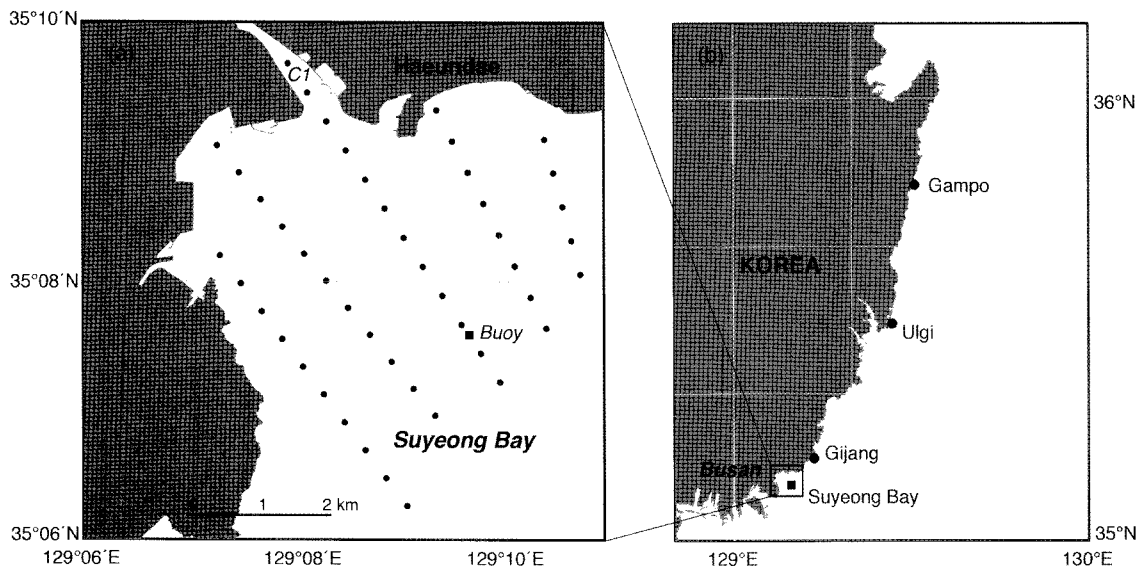 35°10´N
(a)
C1
Haeundae
35°08´N
Buoy
Suyeong Bay
1 2 km
35°06´N
129°06´E 129°08´E 129°10´E
(b)
36°N
Gampo
KOREA
Ulgi
Busan
Gijang
Suyeong Bay
35°N
129°E 130°E